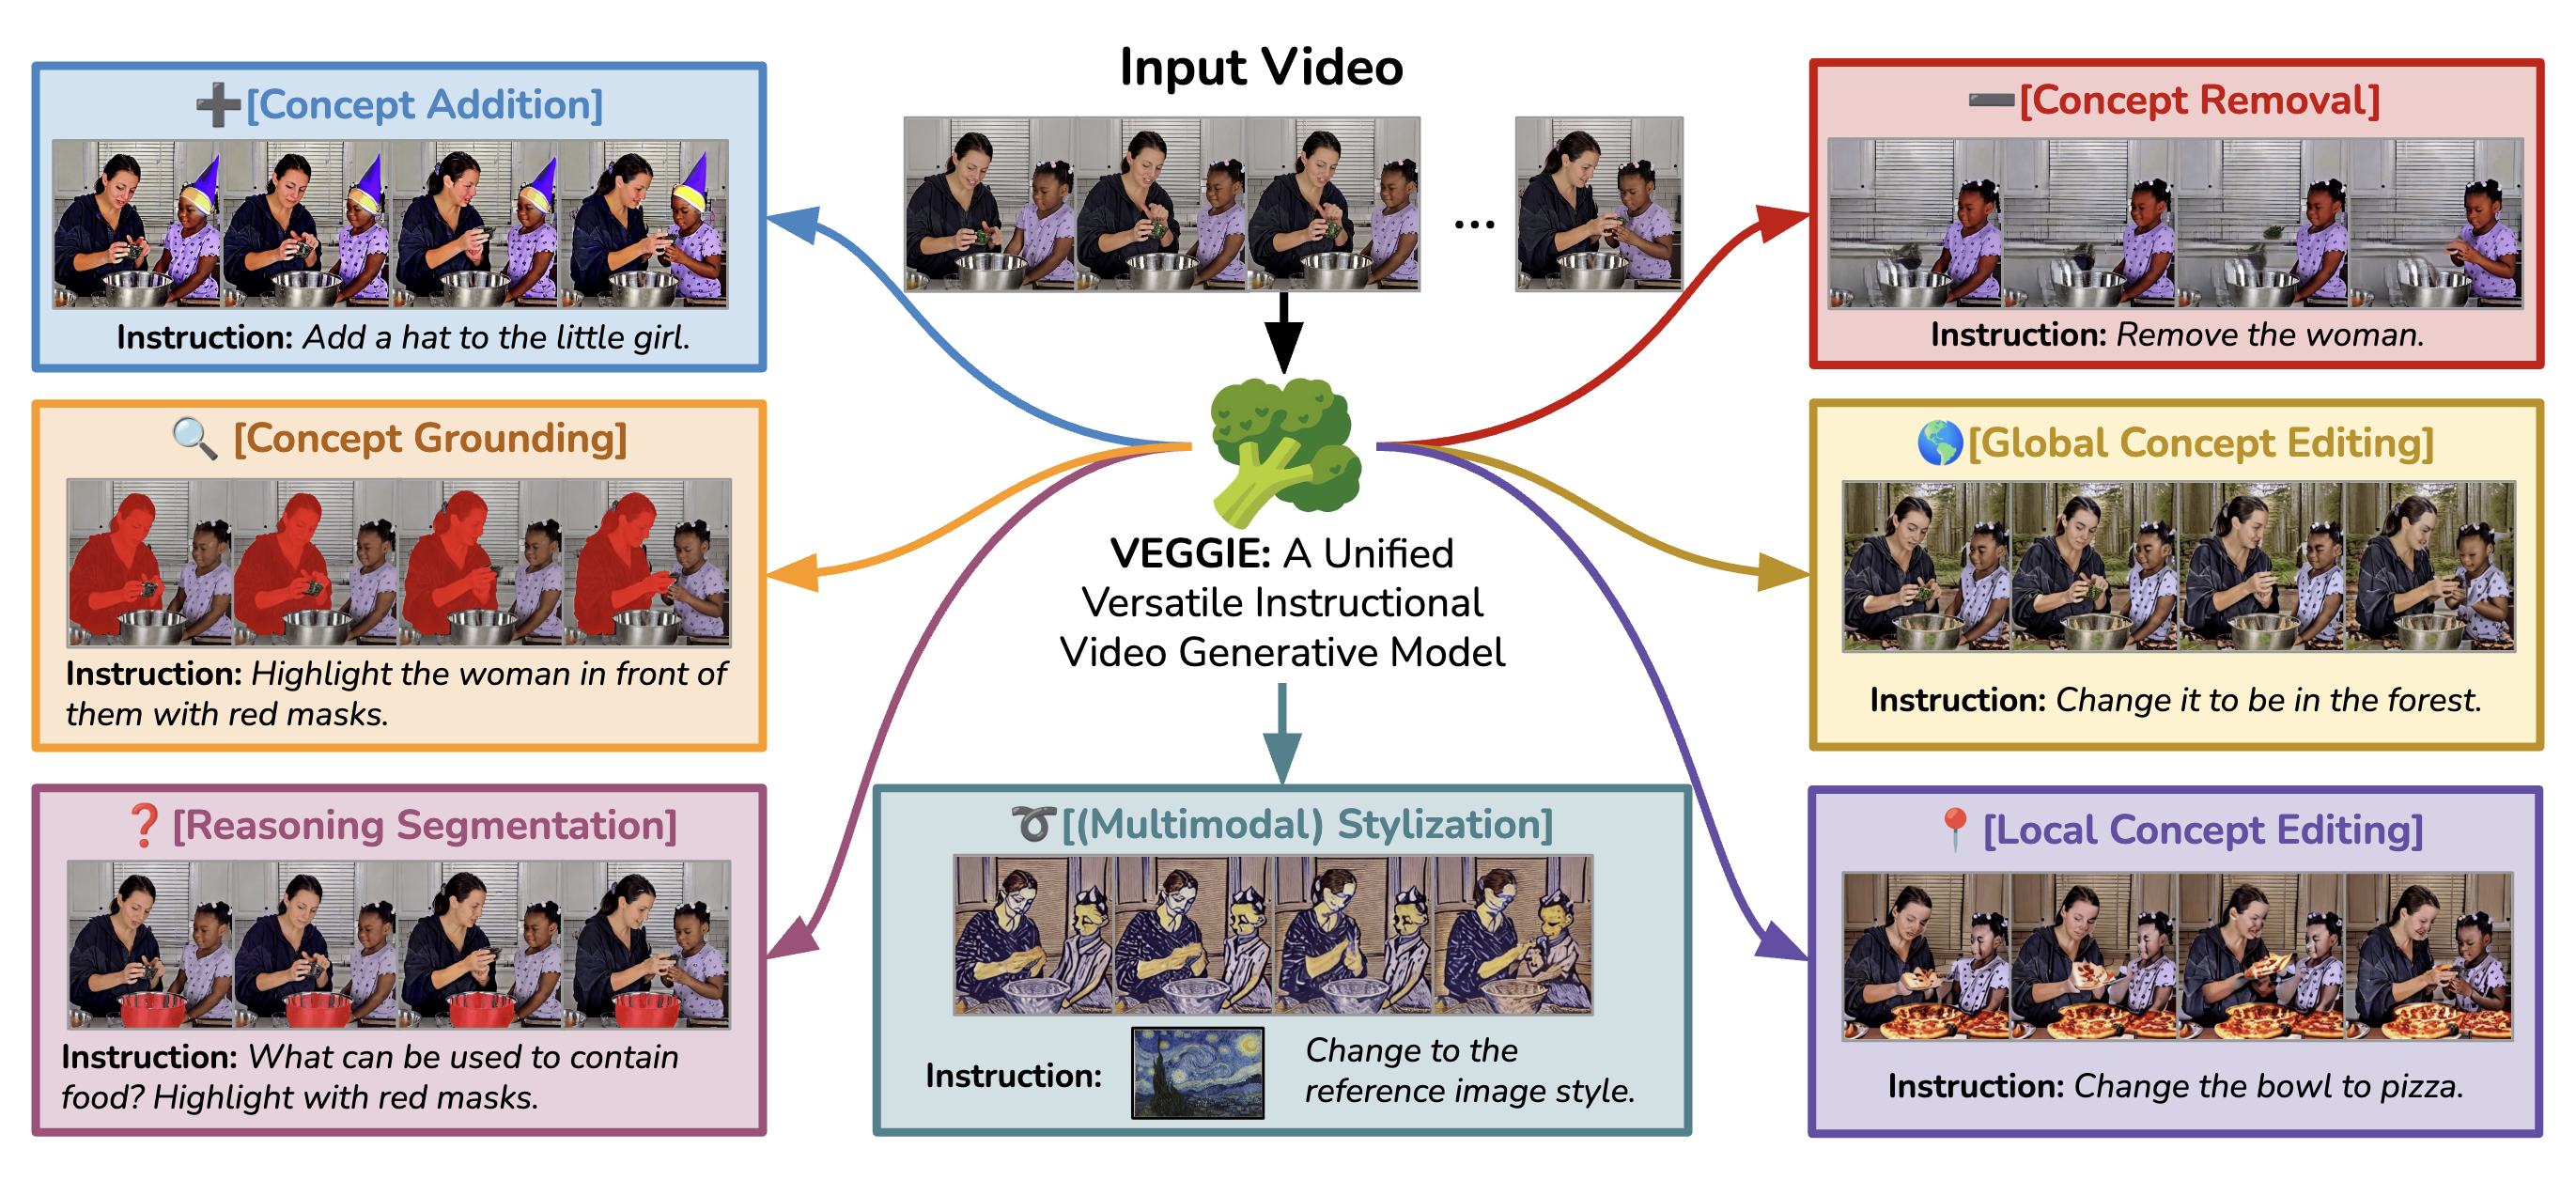 Input Video
...
[Concept Addition]
Instruction: Add a hat to the little girl.
[Concept Removal]
Instruction: Remove the woman.
[Concept Grounding]
Instruction: Highlight the woman in front of
them with red masks.
VEGGIE: A Unified
Versatile Instructional
Video Generative Model
[Global Concept Editing]
Instruction: Change it to be in the forest.
[Reasoning Segmentation]
Instruction: What can be used to contain
food? Highlight with red masks.
[(Multimodal) Stylization]
Instruction:
Change to the
reference image style.
[Local Concept Editing]
Instruction: Change the bowl to pizza.